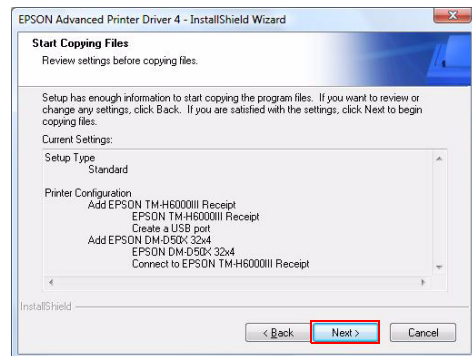 EPSON Advanced Printer Driver 4 - InstallShield Wizard
Start Copying Files
Review settings before copying files.
Setup has enough information to start copying the program files. If you want to review or
change any settings, click Back. If you are satisfied with the settings, click Next to begin
copying files.
Current Settings:
Setup Type
Standard
Printer Configuration
Add EPSON TM-H6000III Receipt
EPSON TM-H6000III Receipt
Create a USB port
Add EPSON DM-D50X 32x4
EPSON DM-D50X 32x4
Connect to EPSON TM-H6000III Receipt
InstallShield
< Back
Next >
Cancel